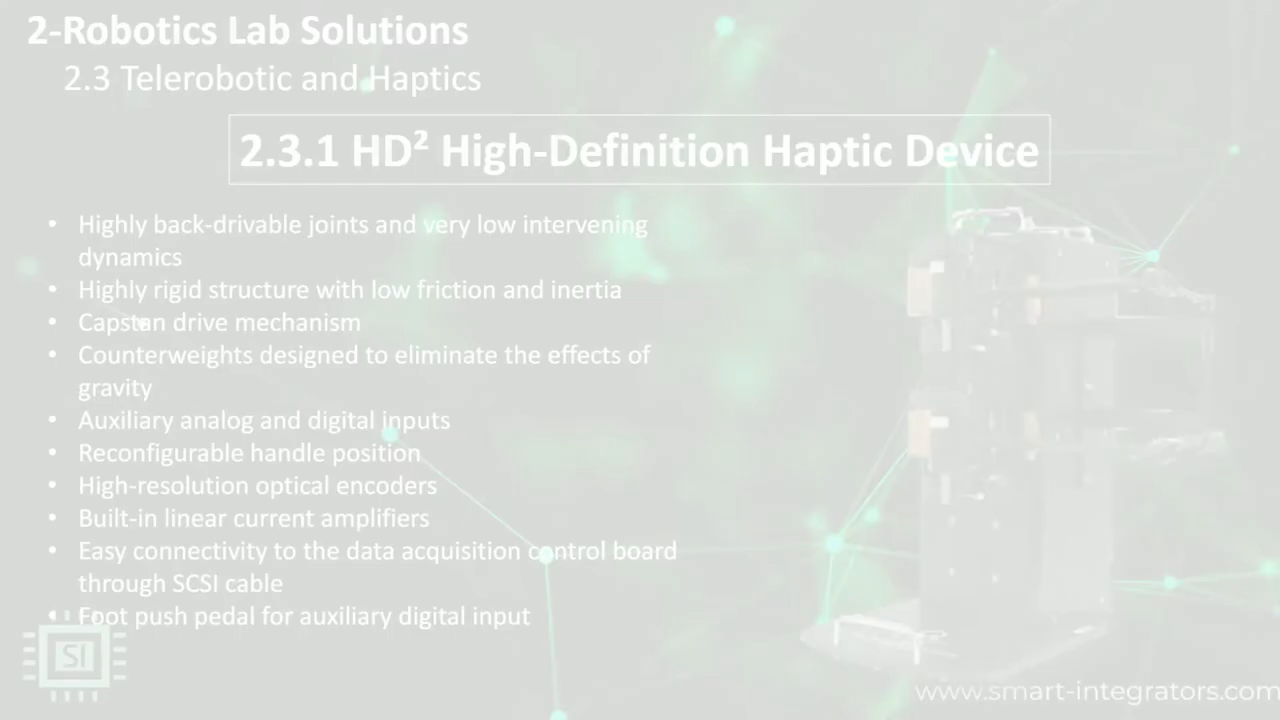 2-Robotics Lab Solutions
2.3 Telerobotic and Haptics
2.3.1 HD² High-Definition Haptic Device
• Highly back-drivable joints and very low intervening
dynamics
• Highly rigid structure with low friction and inertia
• Capstan drive mechanism
• Counterweights designed to eliminate the effects of
gravity
• Auxiliary analog and digital inputs
• Reconfigurable handle position
• High-resolution optical encoders
• Built-in linear current amplifiers
• Easy connectivity to the data acquisition control board
through SCSI cable
• Foot push pedal for auxiliary digital input
SI
www.smart-integrators.com